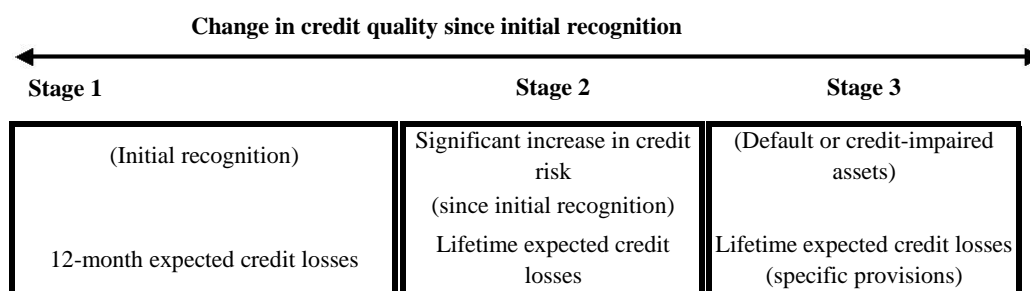 Change in credit quality since initial recognition
Stage 1
Stage 2
Stage 3
(Initial recognition)
12-month expected credit losses
Significant increase in credit
risk
(since initial recognition)
Lifetime expected credit
losses
(Default or credit-impaired
assets)
Lifetime expected credit losses
(specific provisions)